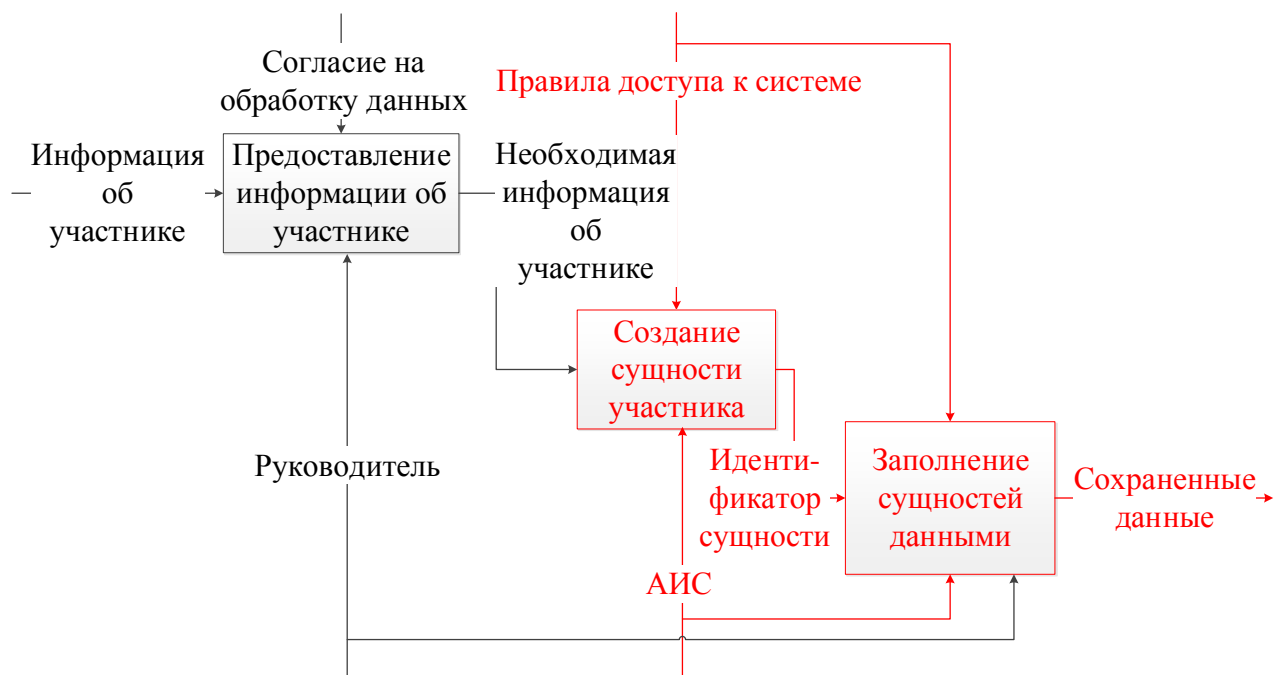 Согласие на
обработку данных
Правила доступа к системе
Информация
об
участнике
Предоставление
информации об
участнике
Необходимая
информация
об
участнике
Создание
сущности
участника
Руководитель
Иденти-
фикатор
сущности
Заполнение
сущностей
данными
Сохраненные
данные
АИС